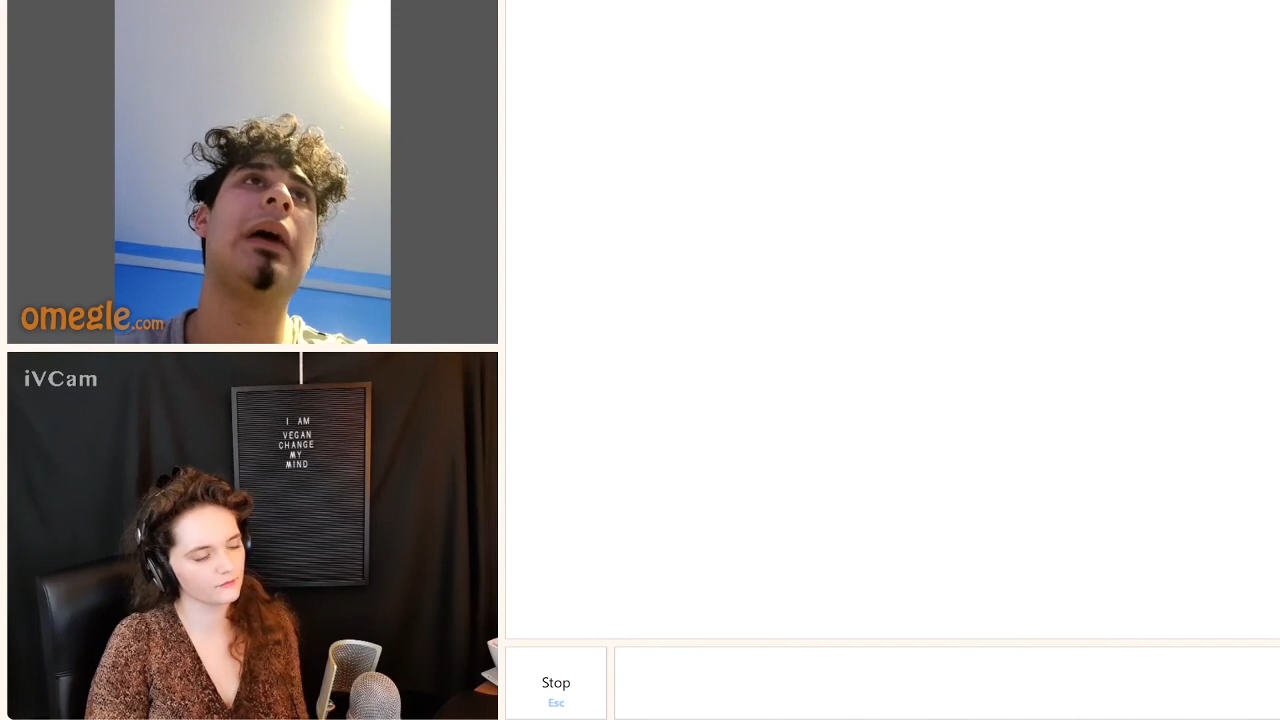 omegle.com
iVCam
I AM
VEGAN
CHANGE
MY
MIND
Stop
Esc